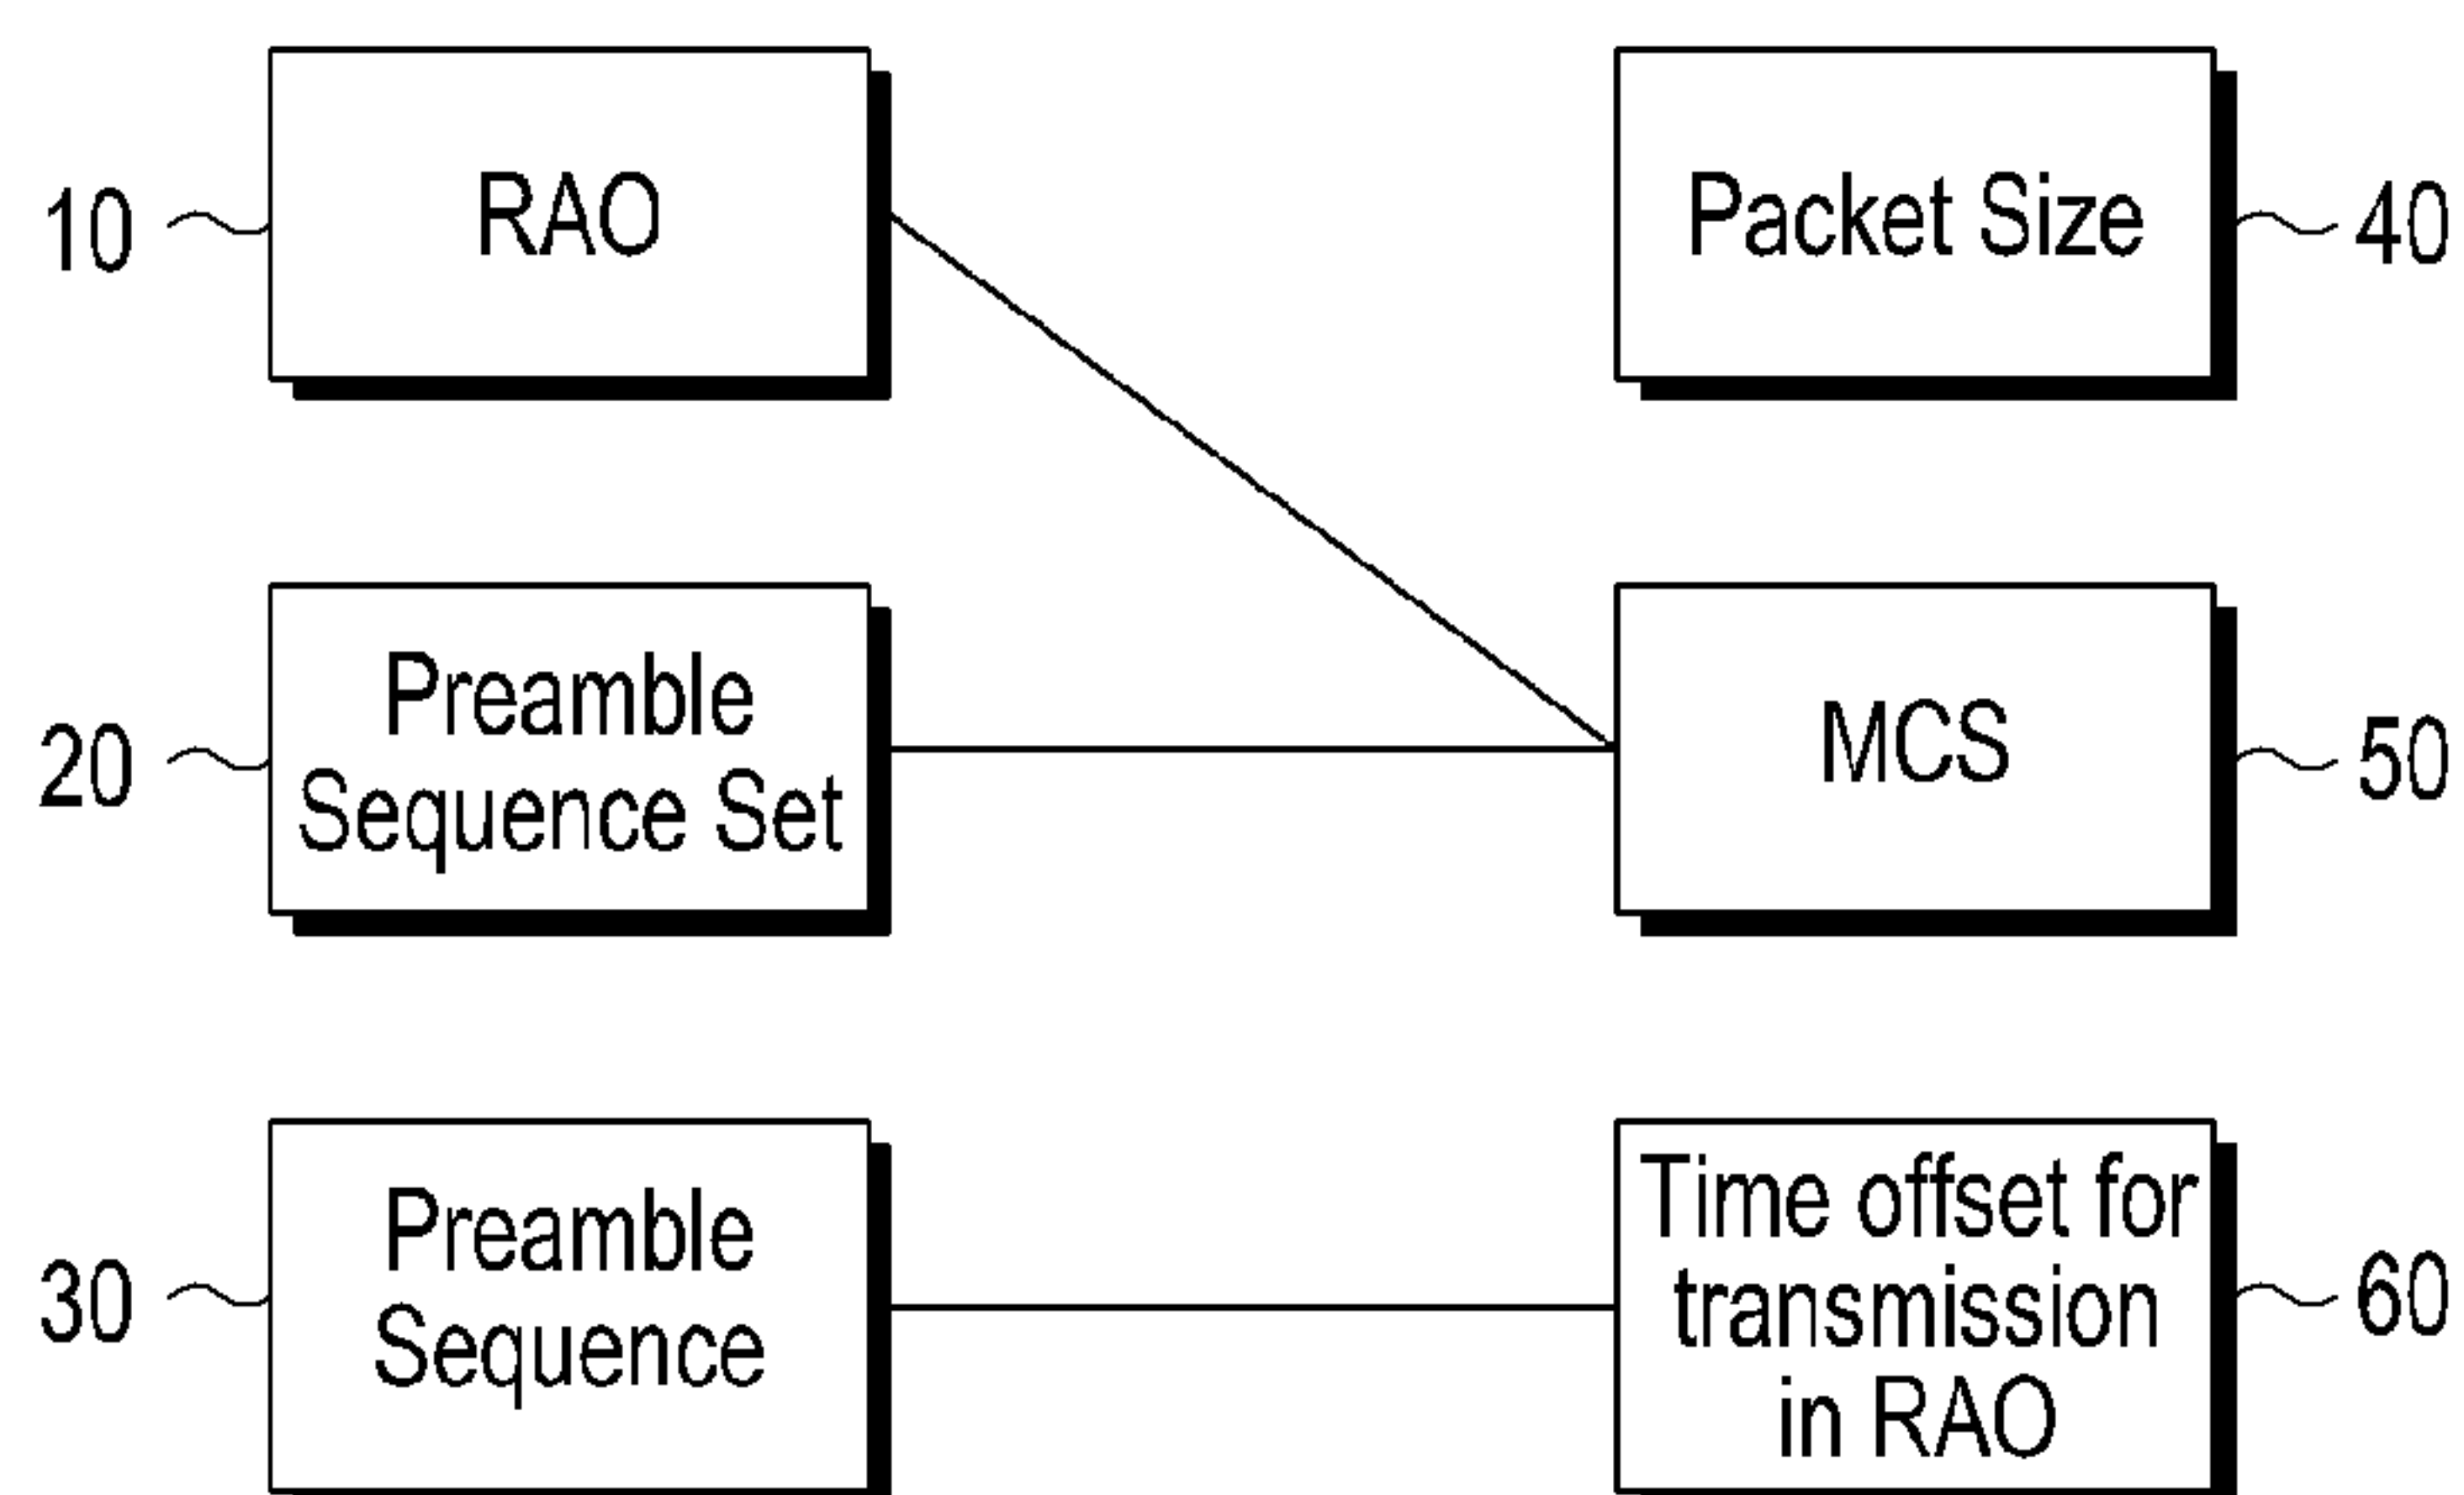 10
RAO
Packet Size
40
20
Preamble
Sequence Set
MCS
50
30
Preamble
Sequence
Time offset for
transmission
in RAO
60